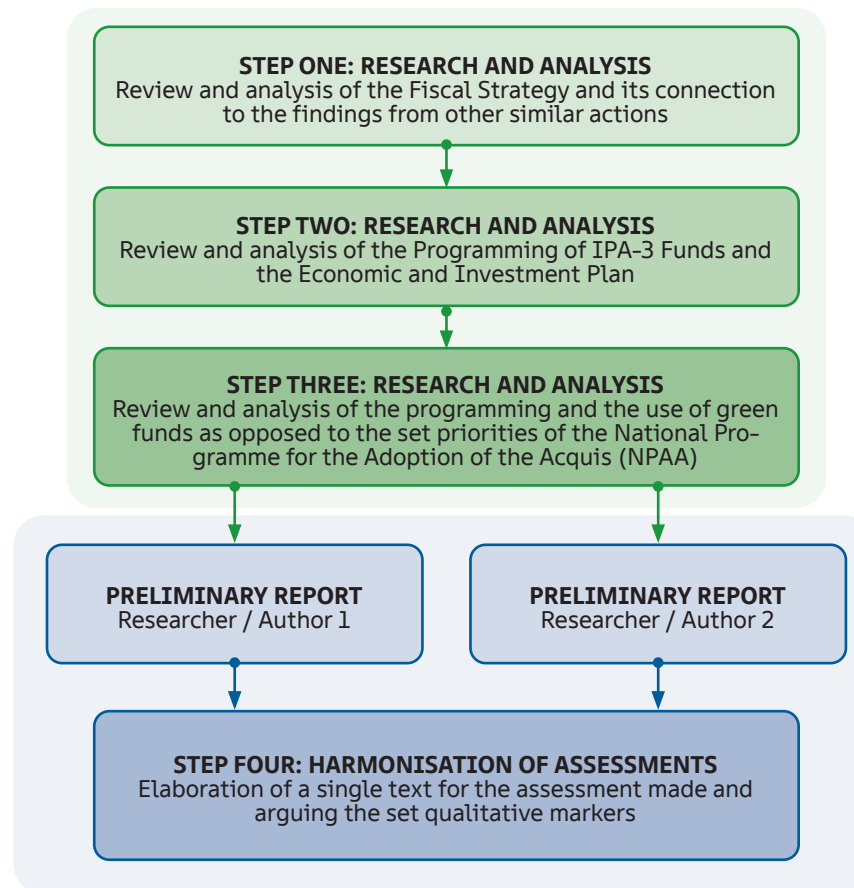 STEP ONE: RESEARCH AND ANALYSIS
Review and analysis of the Fiscal Strategy and its connection
to the findings from other similar actions
STEP TWO: RESEARCH AND ANALYSIS
Review and analysis of the Programming of IPA-3 Funds and
the Economic and Investment Plan
STEP THREE: RESEARCH AND ANALYSIS
Review and analysis of the programming and the use of green
funds as opposed to the set priorities of the National Pro-
gramme for the Adoption of the Acquis (NPAA)
PRELIMINARY REPORT
Researcher / Author 1
PRELIMINARY REPORT
Researcher / Author 2
STEP FOUR: HARMONISATION OF ASSESSMENTS
Elaboration of a single text for the assessment made and
arguing the set qualitative markers